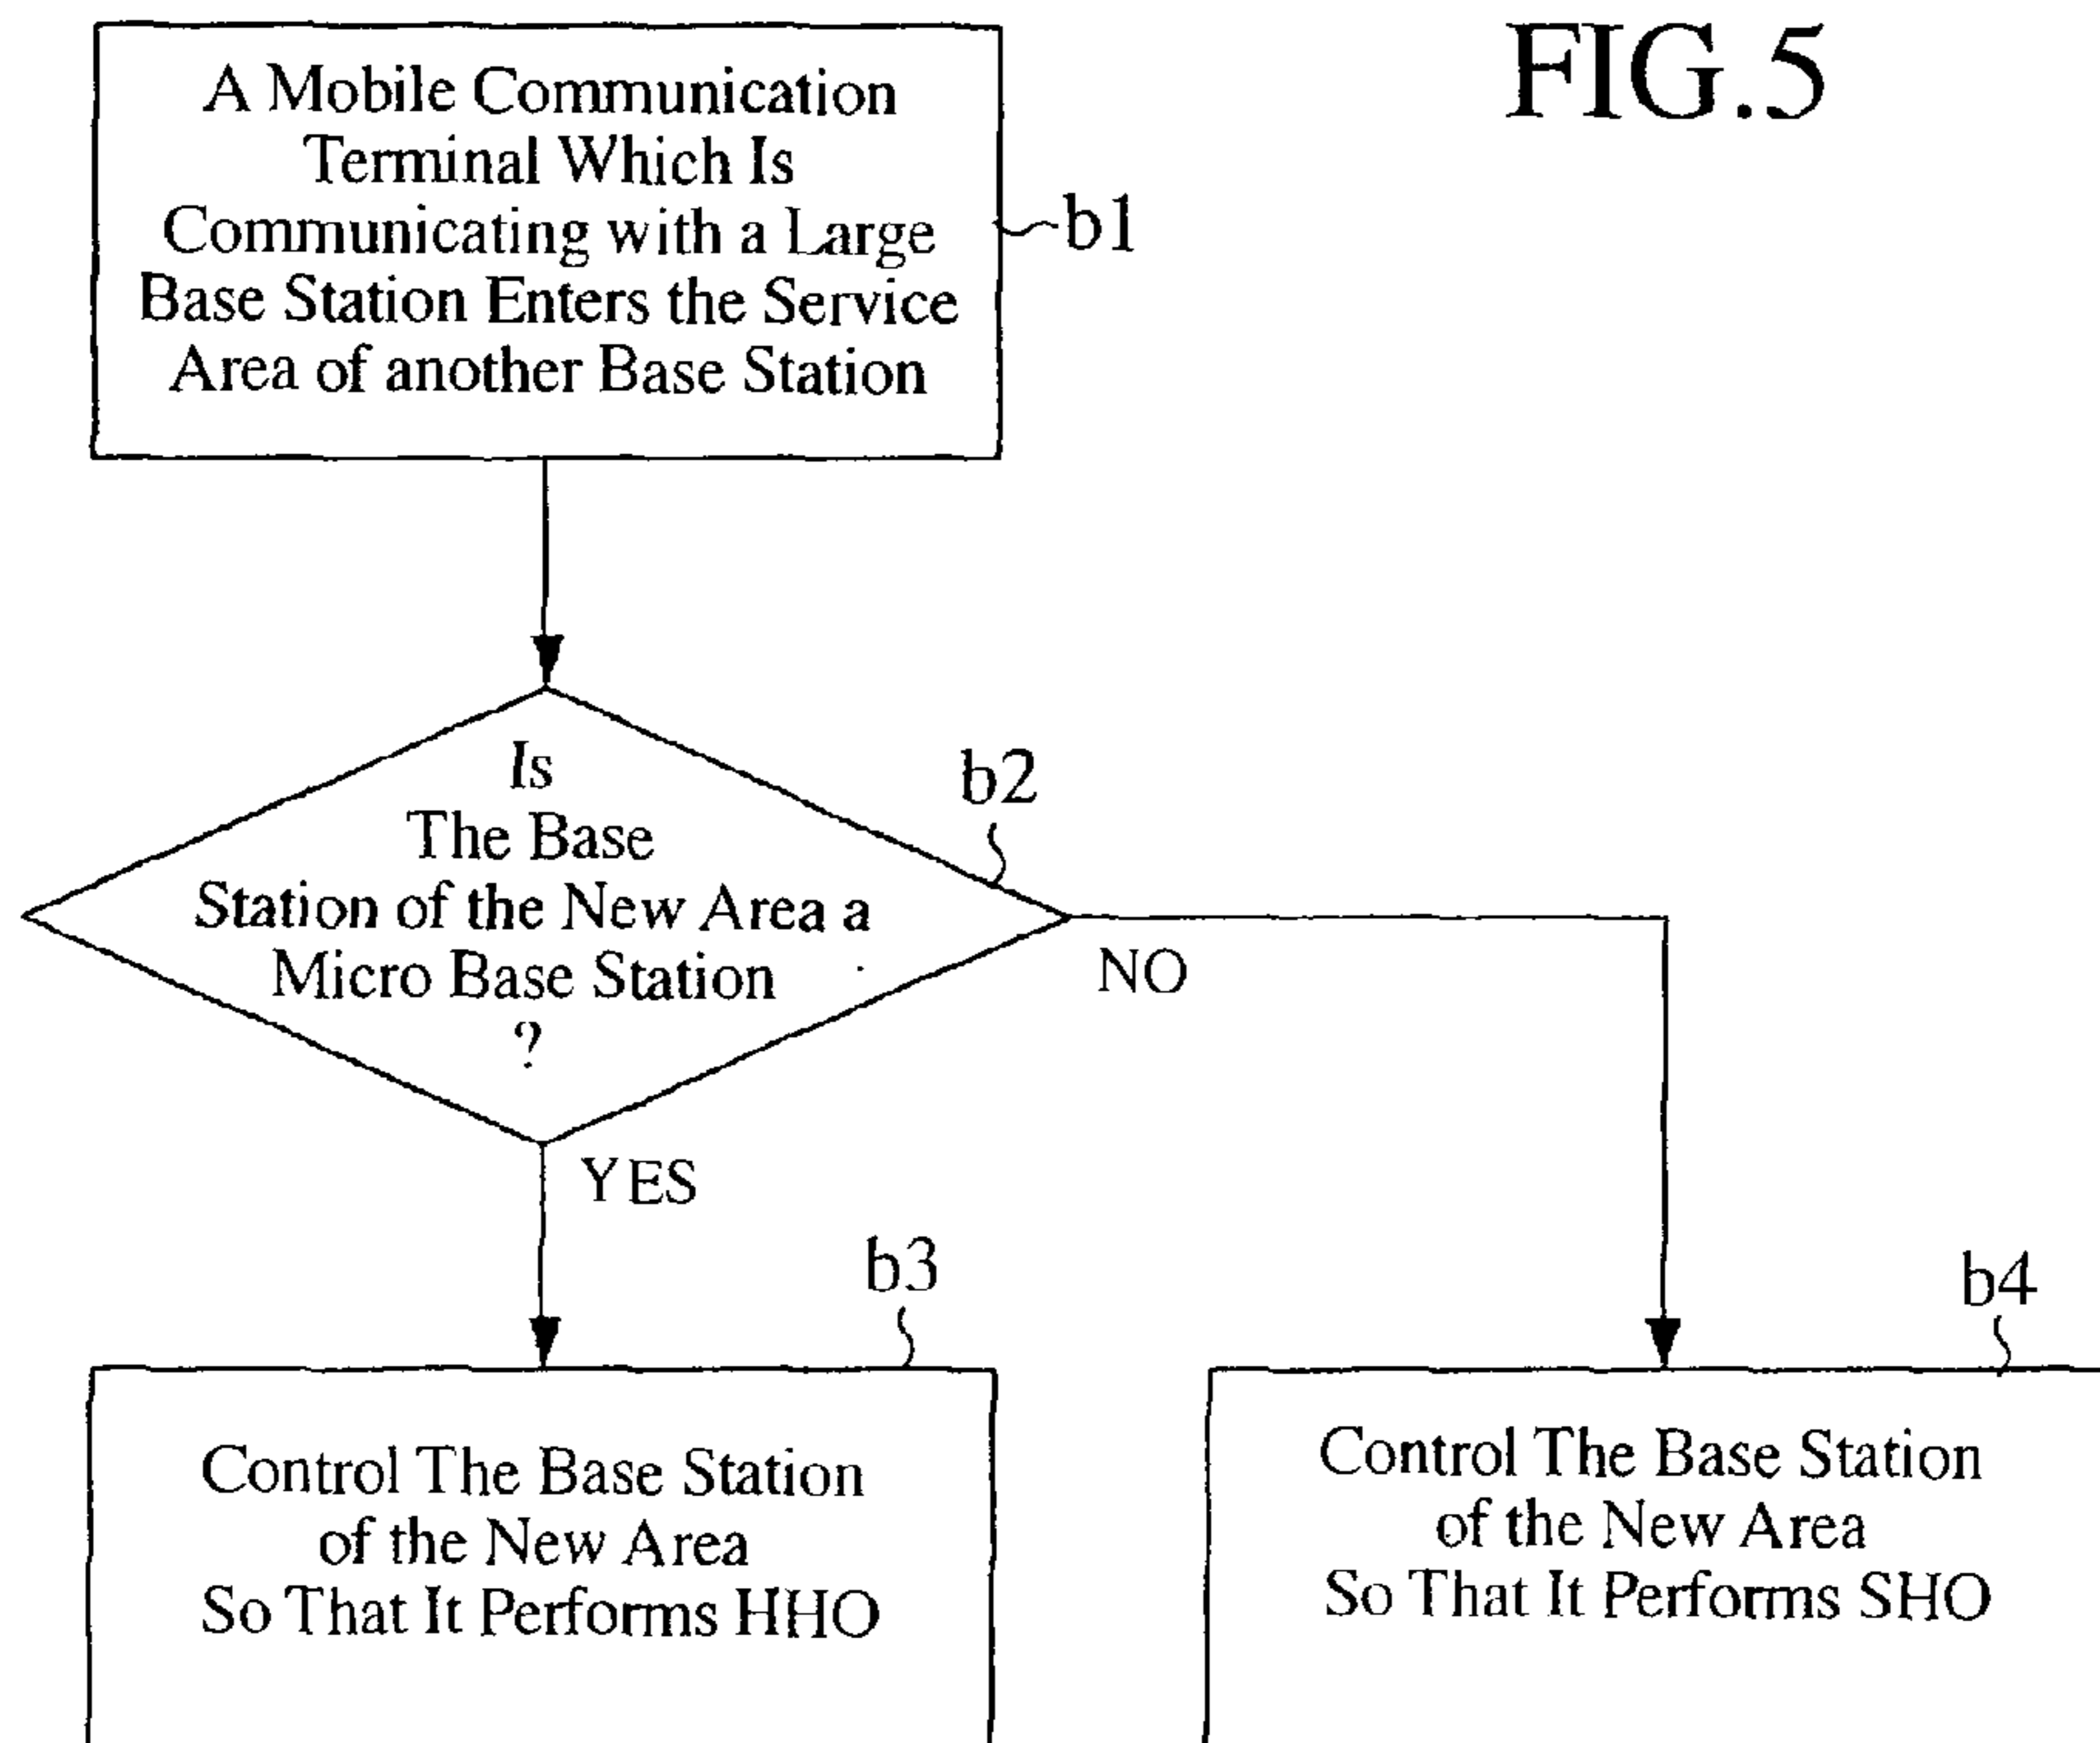 FIG.5
A Mobile Communication
Terminal Which Is
Communicating with a Large
Base Station Enters the Service
Area of another Base Station
b1
Is
The Base
Station of the New Area a
Micro Base Station
?
b2
NO
YES
b3
Control The Base Station
of the New Area
So That It Performs HHO
b4
Control The Base Station
of the New Area
So That It Performs SHO